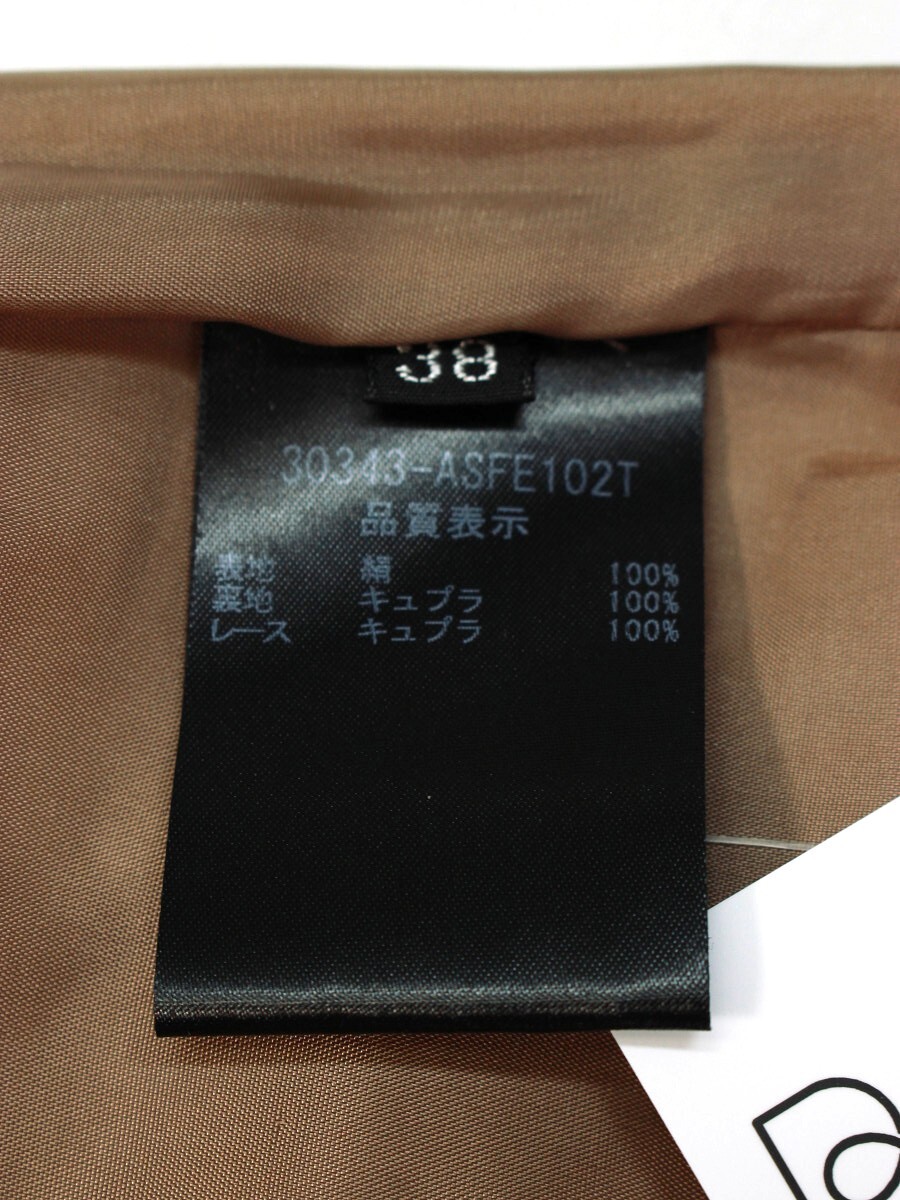 38
30343-ASFE102T
品質表示
表地 絹 100%
裏地 キュプラ 100%
レース キュプラ 100%